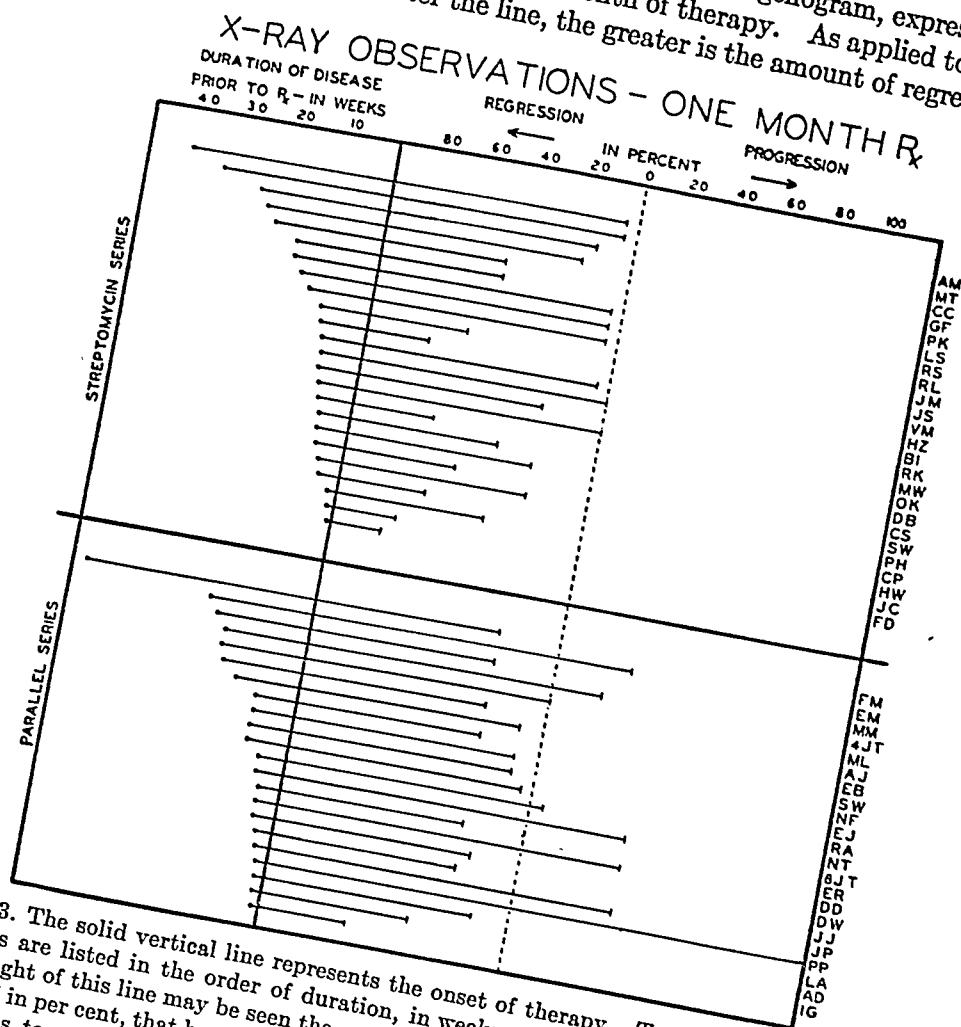 genogram, expres
nth of therapy. As applied to
the line, the greater is the amount of regre
X-RAY OBSERVATIONS - ONE MONTH Rx
DURATION OF DISEASE
PRIOR TO Rx - IN WEEKS
40 30 20 10
REGRESSION
IN PERCENT
PROGRESSION
80 60 40 20 0 20 40 60 80 100
STREPTOMYCIN SERIES
AM
MT
CC
GF
PK
LS
RS
RL
JM
JS
VM
HZ
BI
RK
MW
OK
DB
CS
SW
PH
CP
HW
JC
FD
PARALLEL SERIES
FM
EM
MM
4JT
ML
AJ
EB
SW
NF
EJ
RA
NT
8JT
ER
DD
DW
JJ
JP
PP
LA
AD
IG
3. The solid vertical line represents the onset of therapy.
s are listed in the order of duration, in week
ght of this line may be seen the
in per cent, that